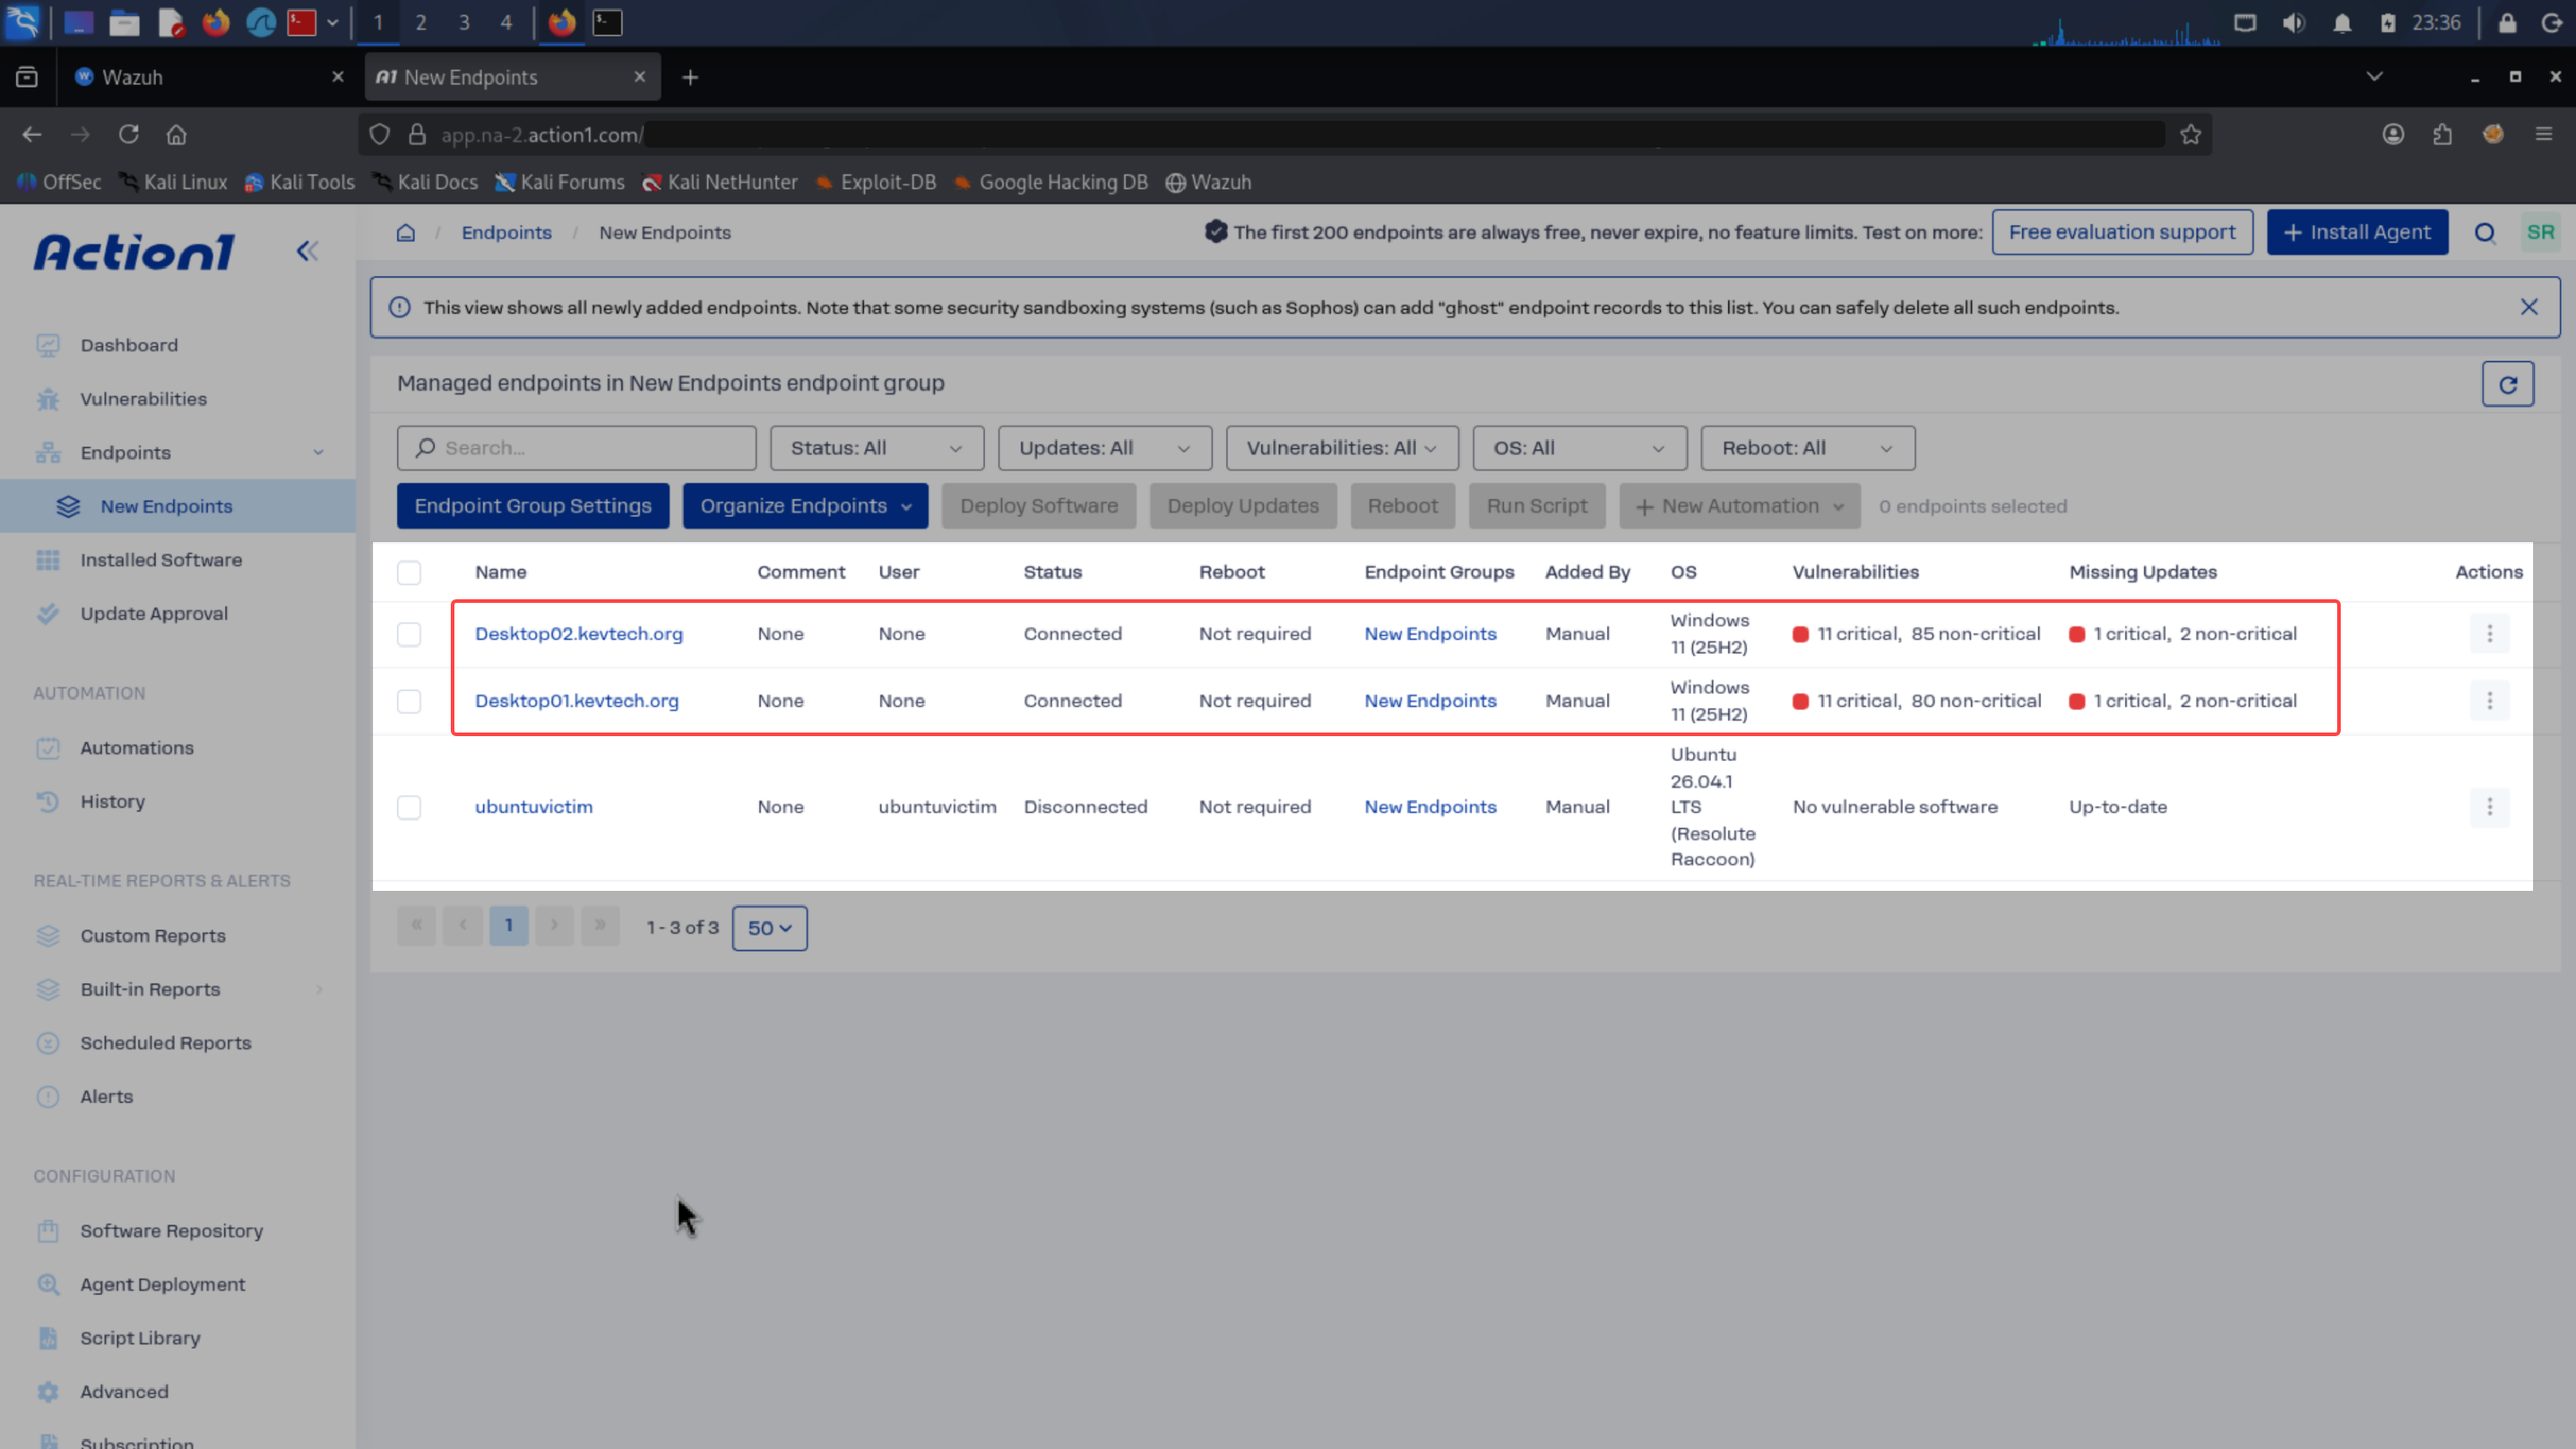 1 2 3 4 23:36
Wazuh
A1 New Endpoints
app.na-2.action1.com/
OffSec Kali Linux Kali Tools Kali Docs Kali Forums Kali NetHunter Exploit-DB Google Hacking DB Wazuh
Action1
Endpoints / New Endpoints
The first 200 endpoints are always free, never expire, no feature limits. Test on more:
Free evaluation support
+ Install Agent
SR
This view shows all newly added endpoints. Note that some security sandboxing systems (such as Sophos) can add "ghost" endpoint records to this list. You can safely delete all such endpoints.
Dashboard
Vulnerabilities
Endpoints
New Endpoints
Installed Software
Update Approval
AUTOMATION
Automations
History
REAL-TIME REPORTS & ALERTS
Custom Reports
Built-in Reports
Scheduled Reports
Alerts
CONFIGURATION
Software Repository
Agent Deployment
Script Library
Advanced
Subscription
Managed endpoints in New Endpoints endpoint group
Search... Status: All Updates: All Vulnerabilities: All OS: All Reboot: All
Endpoint Group Settings Organize Endpoints Deploy Software Deploy Updates Reboot Run Script + New Automation 0 endpoints selected
Name Comment User Status Reboot Endpoint Groups Added By OS Vulnerabilities Missing Updates Actions
Desktop02.kevtech.org None None Connected Not required New Endpoints Manual Windows 11 (25H2) 11 critical, 85 non-critical 1 critical, 2 non-critical
Desktop01.kevtech.org None None Connected Not required New Endpoints Manual Windows 11 (25H2) 11 critical, 80 non-critical 1 critical, 2 non-critical
ubuntuvictim None ubuntuvictim Disconnected Not required New Endpoints Manual Ubuntu 26.04.1 LTS (Resolute Raccoon) No vulnerable software Up-to-date
« ‹ 1 › » 1 - 3 of 3 50